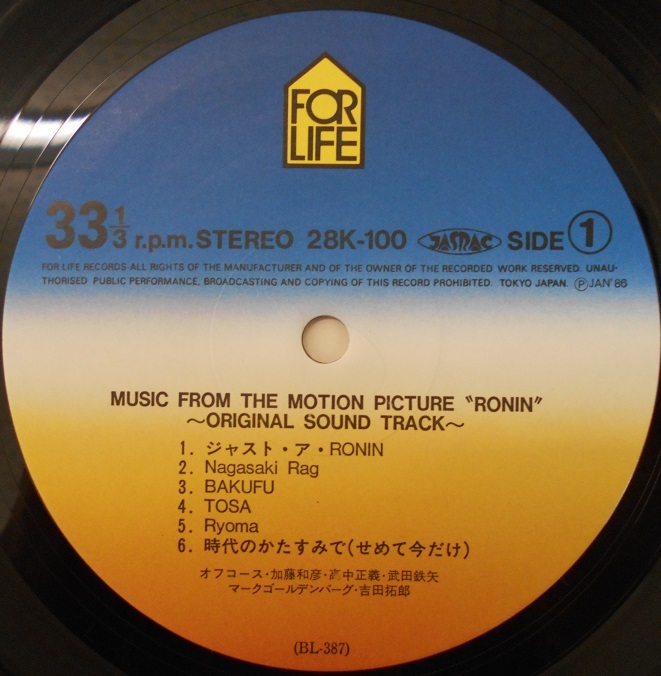 FOR
LIFE
33 1/3 r.p.m. STEREO 28K-100 JASRAC SIDE 1
FOR LIFE RECORDS·ALL RIGHTS OF THE MANUFACTURER AND OF THE OWNER OF THE RECORDED WORK RESERVED. UNAU-
THORISED PUBLIC PERFORMANCE, BROADCASTING AND COPYING OF THIS RECORD PROHIBITED. TOKYO JAPAN. ⓟJAN'86
MUSIC FROM THE MOTION PICTURE〝RONIN〞
～ORIGINAL SOUND TRACK～
1. ジャスト・ア・RONIN
2. Nagasaki Rag
3. BAKUFU
4. TOSA
5. Ryoma
6. 時代のかたすみで(せめて今だけ)
オフコース・加藤和彦・高中正義・武田鉄矢
マークゴールデンバーグ・吉田拓郎
(BL-387)